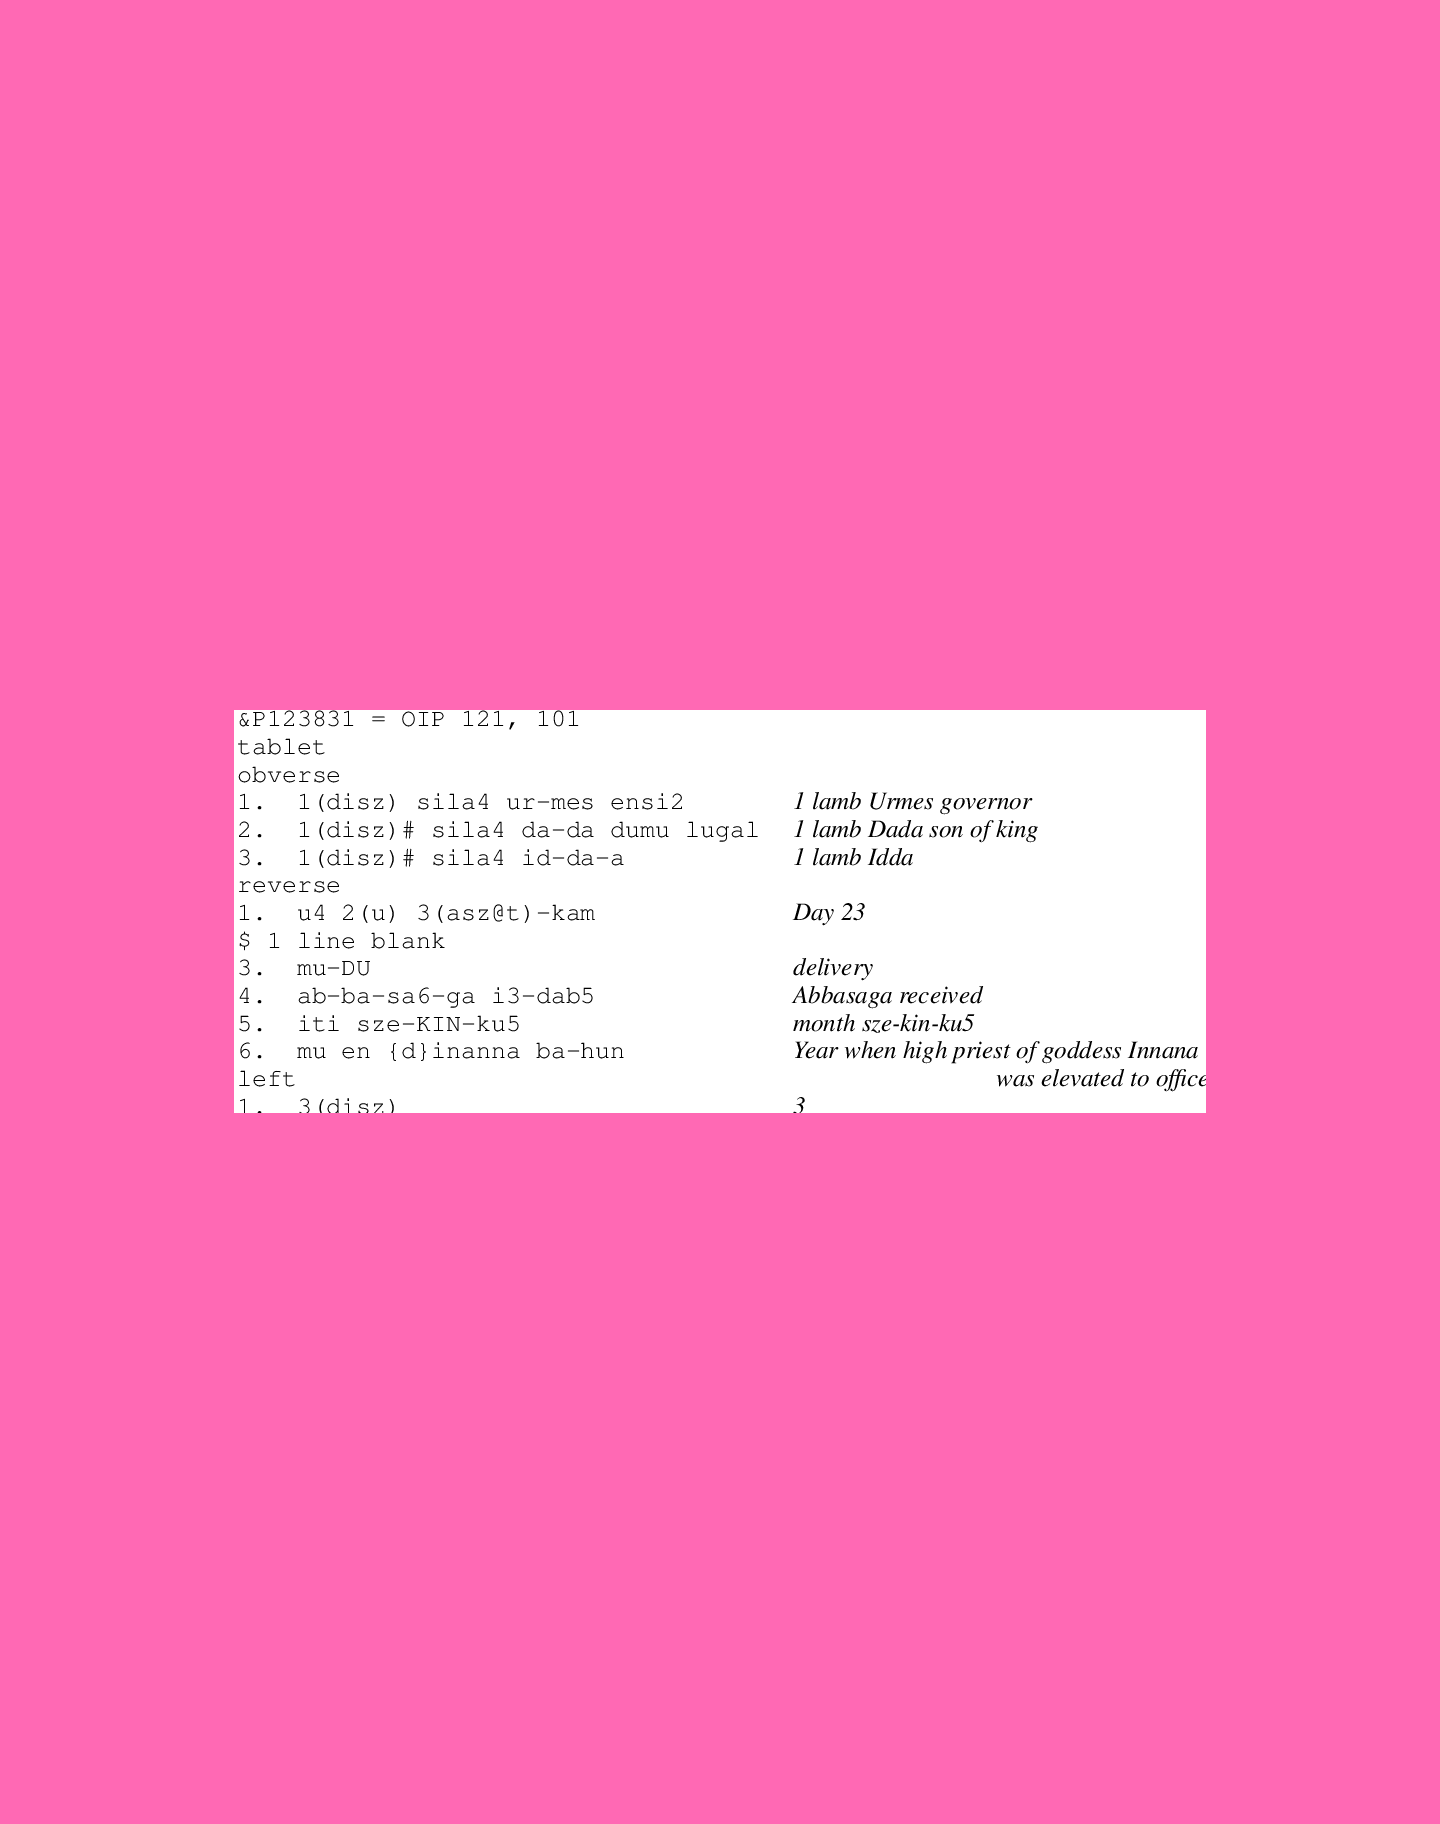 &P123831 = OIP 121, 101
tablet
obverse
1.  1(disz) sila4 ur-mes ensi2 1 lamb Urmes governor
2.  1(disz)# sila4 da-da dumu lugal 1 lamb Dada son of king
3.  1(disz)# sila4 id-da-a 1 lamb Idda
reverse
1.  u4 2(u) 3(asz@t)-kam Day 23
$ 1 line blank
3.  mu-DU delivery
4.  ab-ba-sa6-ga i3-dab5 Abbasaga received
5.  iti sze-KIN-ku5 month sze-kin-ku5
6.  mu en {d}inanna ba-hun Year when high priest of goddess Innana
left was elevated to office
1.  3(disz) 3